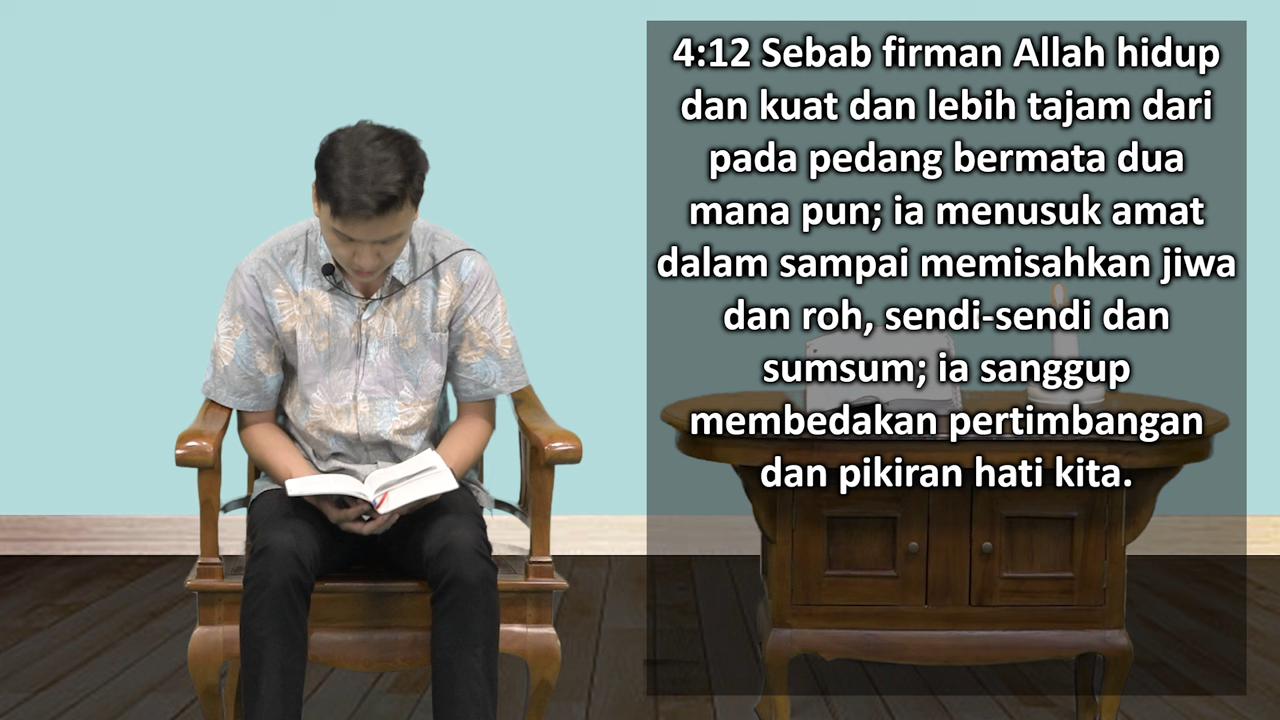 4:12 Sebab firman Allah hidup
dan kuat dan lebih tajam dari
pada pedang bermata dua
mana pun; ia menusuk amat
dalam sampai memisahkan jiwa
dan roh, sendi-sendi dan
sumsum; ia sanggup
membedakan pertimbangan
dan pikiran hati kita.